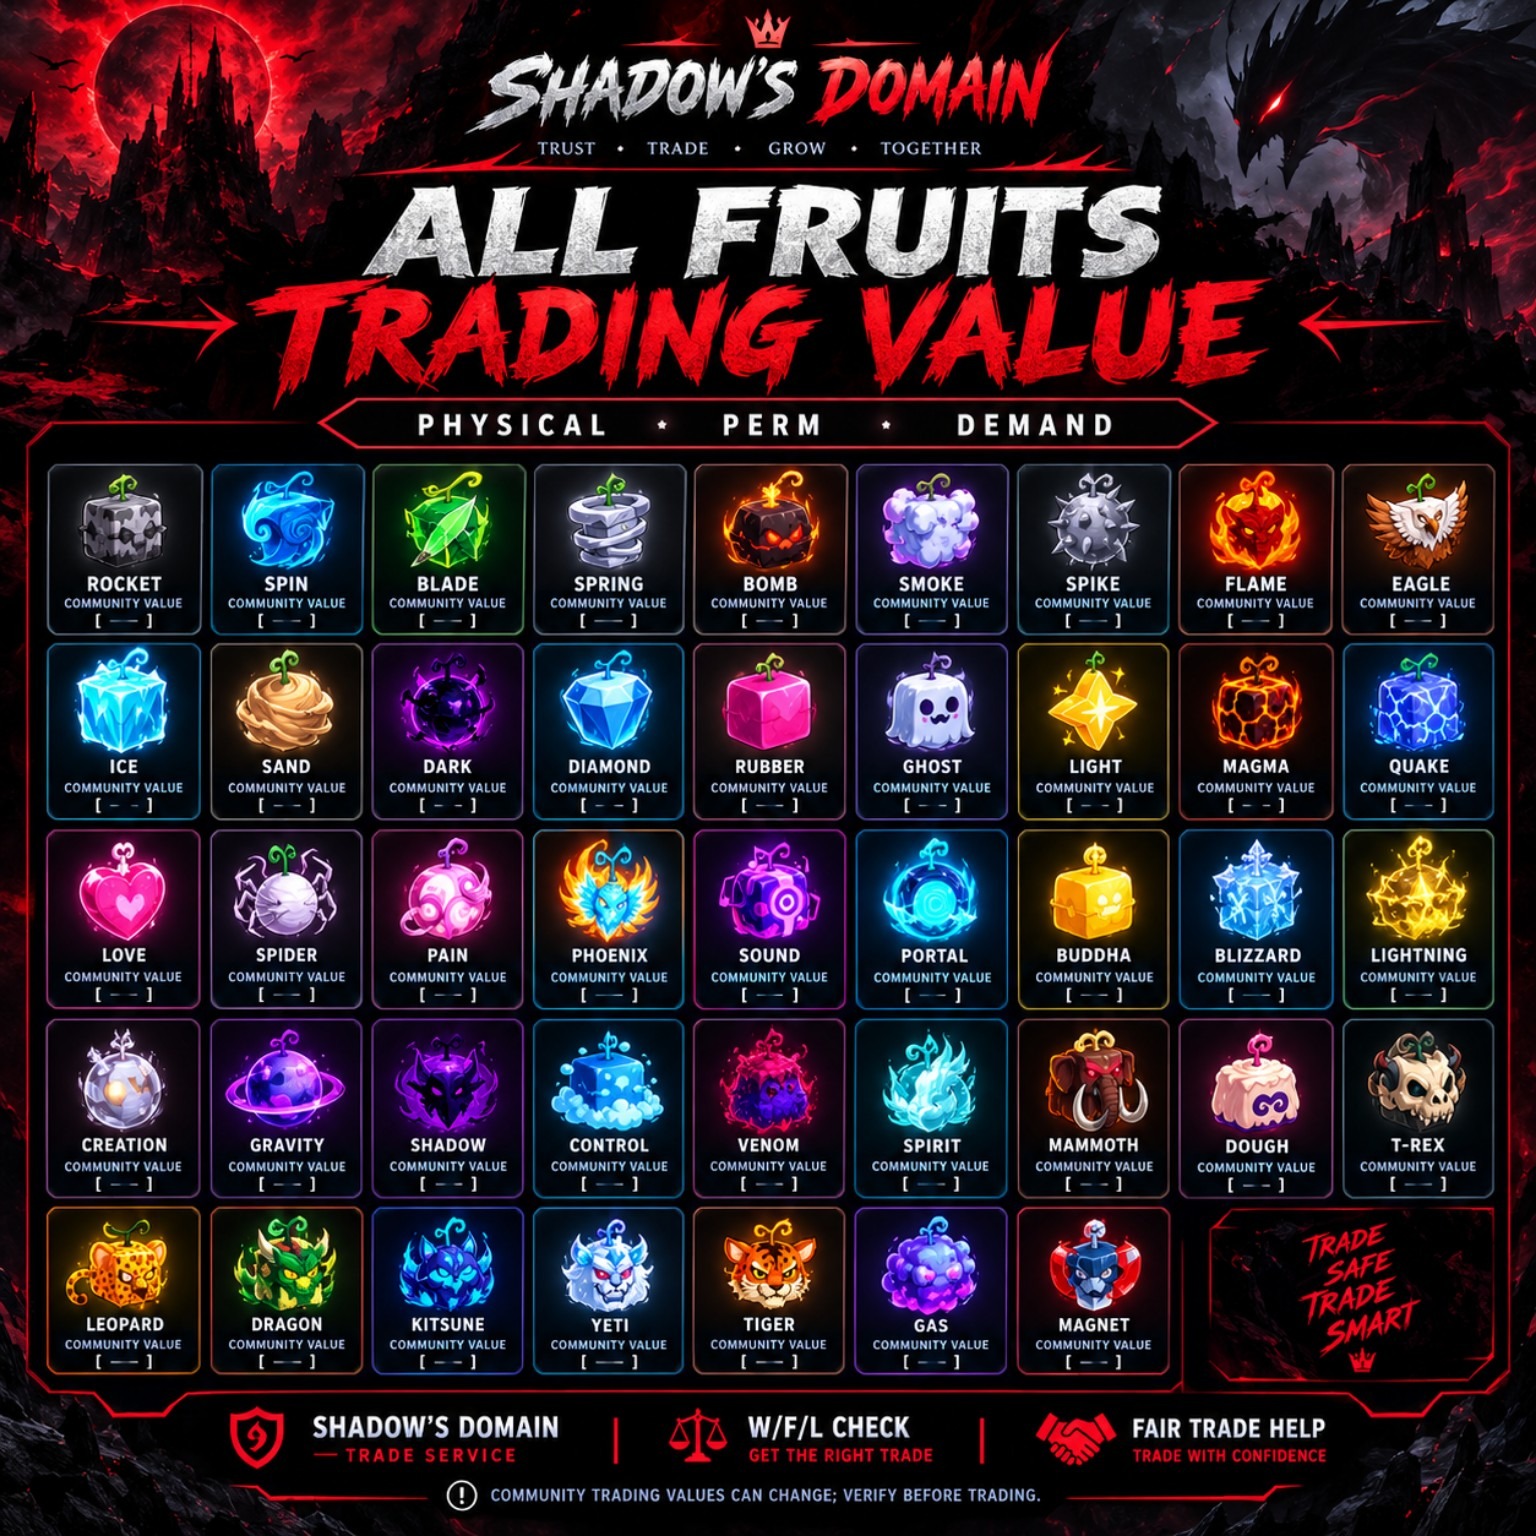 SHADOW'S DOMAIN
TRUST • TRADE • GROW • TOGETHER
ALL FRUITS
TRADING VALUE
PHYSICAL ★ PERM ★ DEMAND
ROCKET
COMMUNITY VALUE
[ — ]
SPIN
COMMUNITY VALUE
[ — ]
BLADE
COMMUNITY VALUE
[ — ]
SPRING
COMMUNITY VALUE
[ — ]
BOMB
COMMUNITY VALUE
[ — ]
SMOKE
COMMUNITY VALUE
[ — ]
SPIKE
COMMUNITY VALUE
[ — ]
FLAME
COMMUNITY VALUE
[ — ]
EAGLE
COMMUNITY VALUE
[ — ]
ICE
COMMUNITY VALUE
[ -- ]
SAND
COMMUNITY VALUE
[ -- ]
DARK
COMMUNITY VALUE
[ -- ]
DIAMOND
COMMUNITY VALUE
[ -- ]
RUBBER
COMMUNITY VALUE
[ -- ]
GHOST
COMMUNITY VALUE
[ -- ]
LIGHT
COMMUNITY VALUE
[ -- ]
MAGMA
COMMUNITY VALUE
[ -- ]
QUAKE
COMMUNITY VALUE
[ -- ]
LOVE
COMMUNITY VALUE
[ — ]
SPIDER
COMMUNITY VALUE
[ — ]
PAIN
COMMUNITY VALUE
[ — ]
PHOENIX
COMMUNITY VALUE
[ — ]
SOUND
COMMUNITY VALUE
[ — ]
PORTAL
COMMUNITY VALUE
[ — ]
BUDDHA
COMMUNITY VALUE
[ — ]
BLIZZARD
COMMUNITY VALUE
[ — ]
LIGHTNING
COMMUNITY VALUE
[ — ]
CREATION
COMMUNITY VALUE
[ — ]
GRAVITY
COMMUNITY VALUE
[ — ]
SHADOW
COMMUNITY VALUE
[ — ]
CONTROL
COMMUNITY VALUE
[ — ]
VENOM
COMMUNITY VALUE
[ — ]
SPIRIT
COMMUNITY VALUE
[ — ]
MAMMOTH
COMMUNITY VALUE
[ — ]
DOUGH
COMMUNITY VALUE
[ — ]
T-REX
COMMUNITY VALUE
[ — ]
LEOPARD
COMMUNITY VALUE
[ — ]
DRAGON
COMMUNITY VALUE
[ — ]
KITSUNE
COMMUNITY VALUE
[ — ]
YETI
COMMUNITY VALUE
[ — ]
TIGER
COMMUNITY VALUE
[ — ]
GAS
COMMUNITY VALUE
[ — ]
MAGNET
COMMUNITY VALUE
[ — ]
TRADE
SAFE
TRADE
SMART
SHADOW'S DOMAIN
— TRADE SERVICE
W/F/L CHECK
GET THE RIGHT TRADE
FAIR TRADE HELP
TRADE WITH CONFIDENCE
! COMMUNITY TRADING VALUES CAN CHANGE; VERIFY BEFORE TRADING.